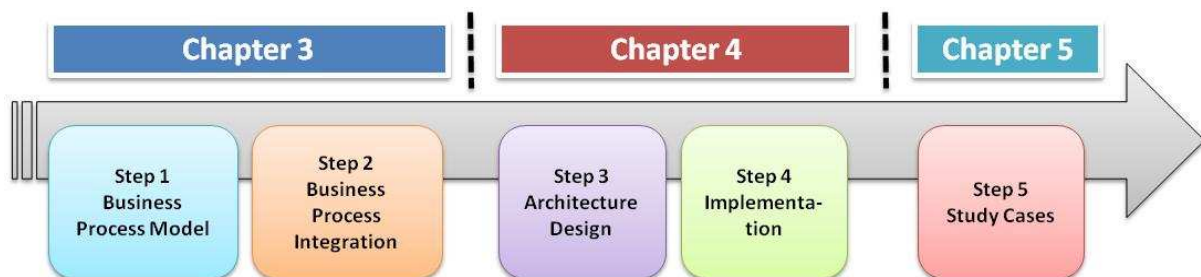 Chapter 3
Chapter 4
Chapter 5
Step 1
Business
Process Model
Step 2
Business
Process
Integration
Step 3
Architecture
Design
Step 4
Implementa-
tion
Step 5
Study Cases